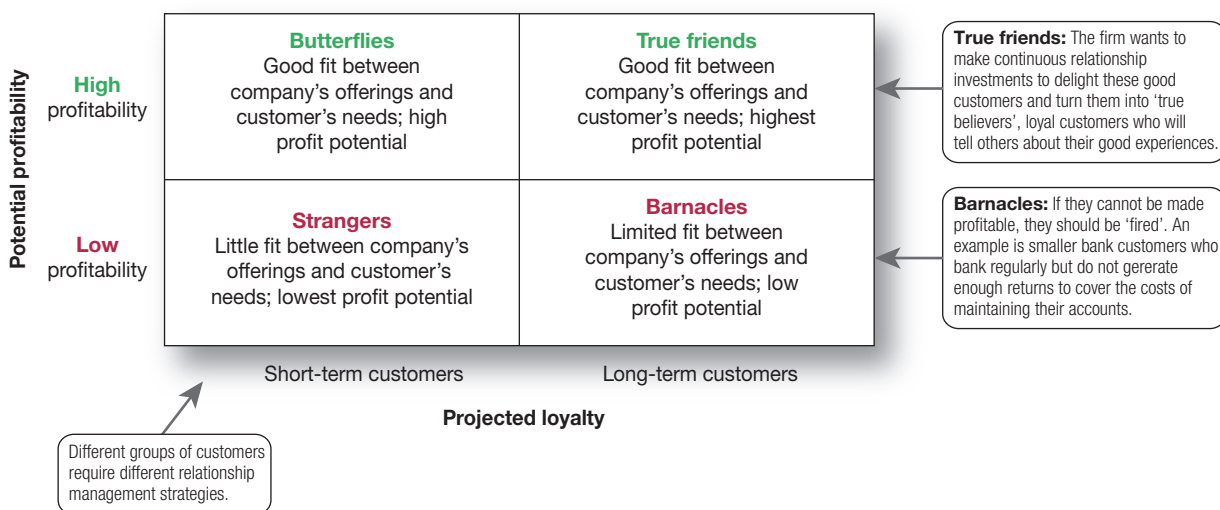 Potential profitability
High
profitability
Low
profitability
Butterflies
Good fit between
company's offerings and
customer's needs; high
profit potential
True friends
Good fit between
company's offerings and
customer's needs; highest
profit potential
Strangers
Little fit between company's
offerings and customer's
needs; lowest profit potential
Barnacles
Limited fit between
company's offerings and
customer's needs; low
profit potential
Short-term customers
Long-term customers
Projected loyalty
True friends: The firm wants to
make continuous relationship
investments to delight these good
customers and turn them into ‘true
believers’, loyal customers who will
tell others about their good experiences.
Barnacles: If they cannot be made
profitable, they should be ‘fired’. An
example is smaller bank customers who
bank regularly but do not gererate
enough returns to cover the costs of
maintaining their accounts.
Different groups of customers
require different relationship
management strategies.